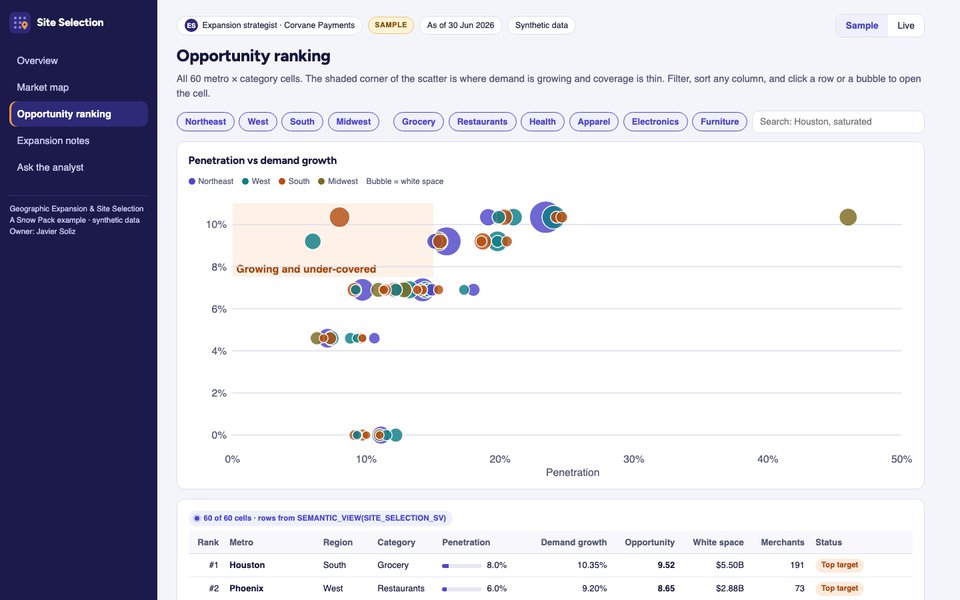 Site Selection
Overview
Market map
Opportunity ranking
Expansion notes
Ask the analyst
Geographic Expansion & Site Selection
A Snow Pack example · synthetic data
Owner: Javier Soliz
ES Expansion strategist · Corvane Payments
SAMPLE
As of 30 Jun 2026
Synthetic data
Sample
Live
Opportunity ranking
All 60 metro × category cells. The shaded corner of the scatter is where demand is growing and coverage is thin. Filter, sort any column, and click a row or a bubble to open
the cell.
Northeast
West
South
Midwest
Grocery
Restaurants
Health
Apparel
Electronics
Furniture
Search: Houston, saturated
Penetration vs demand growth
Northeast West South Midwest Bubble = white space
10%
8%
6%
4%
2%
0%
Growing and under-covered
0% 10% 20% 30% 40% 50%
Penetration
60 of 60 cells · rows from SEMANTIC_VIEW(SITE_SELECTION_SV)
Rank Metro Region Category Penetration Demand growth Opportunity White space Merchants Status
#1 Houston South Grocery 8.0% 10.35% 9.52 $5.50B 191 Top target
#2 Phoenix West Restaurants 6.0% 9.20% 8.65 $2.88B 73 Top target